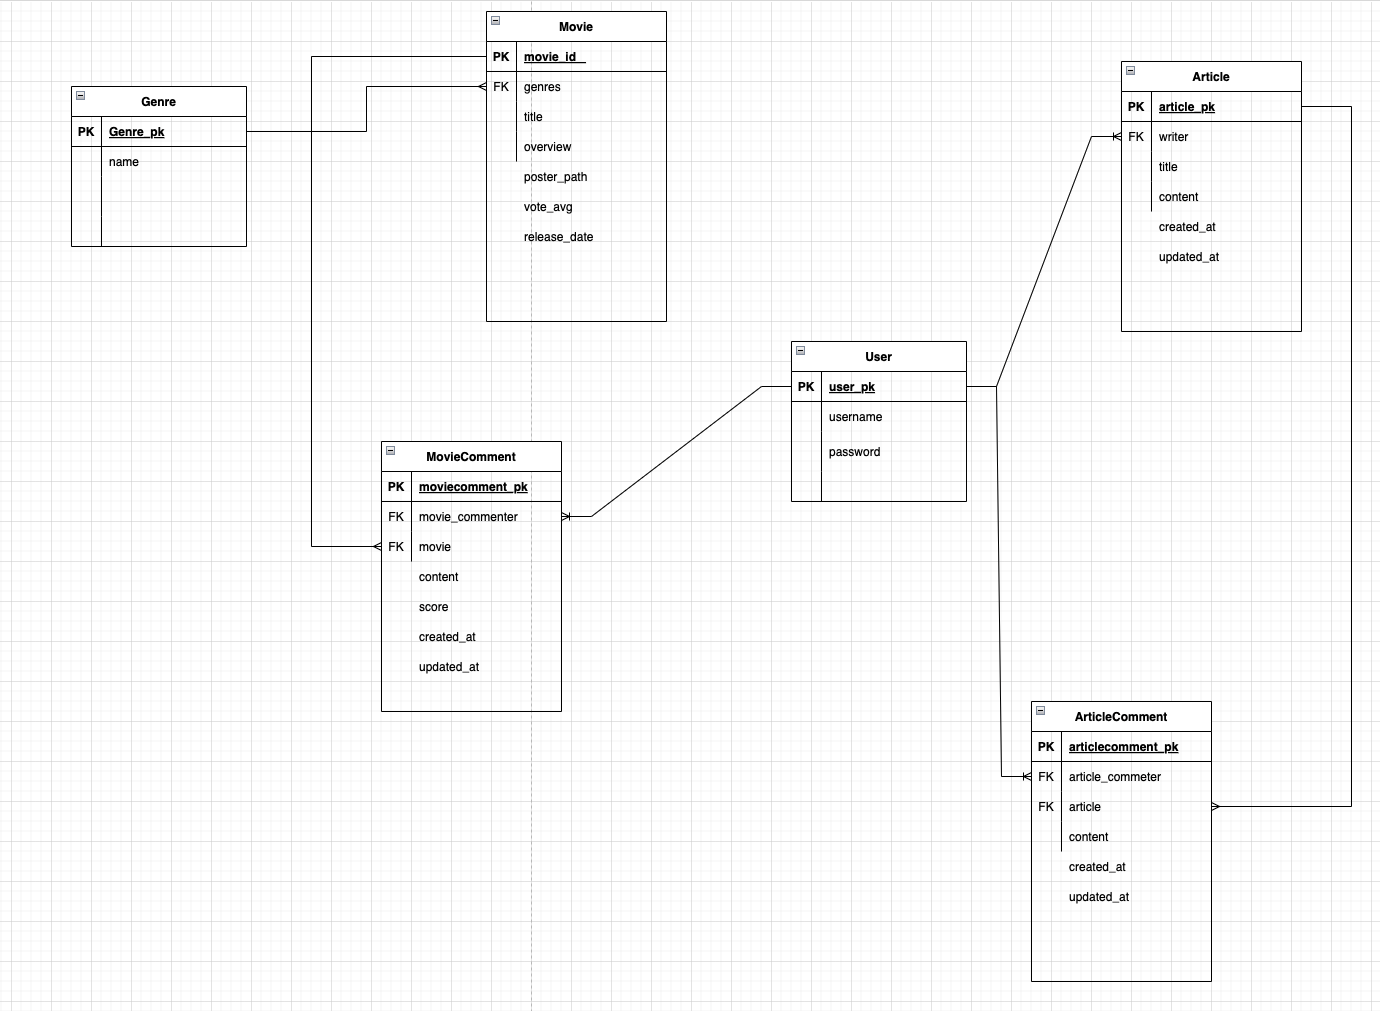 Movie
PK movie_id
FK genres
title
overview
poster_path
vote_avg
release_date
Genre
PK Genre_pk
name
Article
PK article_pk
FK writer
title
content
created_at
updated_at
User
PK user_pk
username
password
MovieComment
PK moviecomment_pk
FK movie_commenter
FK movie
content
score
created_at
updated_at
ArticleComment
PK articlecomment_pk
FK article_commeter
FK article
content
created_at
updated_at